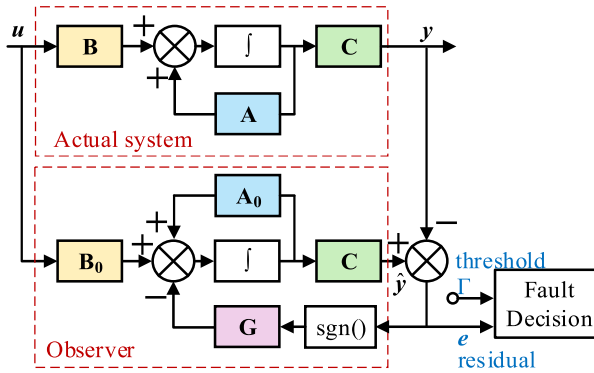 u
y
B
+
+
∫
C
A
Actual system
A₀
+
+
+
−
−
B₀
∫
C
ŷ
threshold
Γ
Fault
Decision
G
sgn()
e
residual
Observer